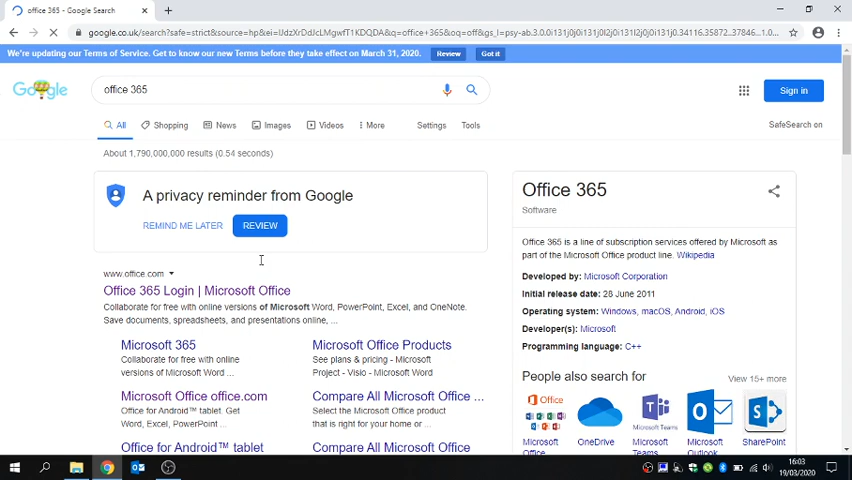 office 365 - Google Search
google.co.uk/search?safe=strict&source=hp&ei=
q=office+365&oq=off&gs_l=psy-ab.3.0.0i131j0j0i131j0l2j0i131j0l2j0i131j0j0i131.34116.35872..37846...1.0...
We're updating our Terms of Service. Get to know our new Terms before they take effect on March 31, 2020.
Review
Got it
Google
office 365
Sign in
All
Shopping
News
Images
Videos
More
Settings
Tools
SafeSearch on
About 1,790,000,000 results (0.54 seconds)
A privacy reminder from Google
REMIND ME LATER
REVIEW
www.office.com
Office 365 Login | Microsoft Office
Collaborate for free with online versions of Microsoft Word, PowerPoint, Excel, and OneNote.
Save documents, spreadsheets, and presentations online, ...
Microsoft 365
Collaborate for free with online
versions of Microsoft Word ...
Microsoft Office Products
See plans & pricing - Microsoft
Project - Visio - Microsoft Word
Microsoft Office office.com
Office for Android™ tablet. Get
Word, Excel, PowerPoint ...
Compare All Microsoft Office ...
Select the Microsoft Office product
that is right for your home or ...
Office for Android™ tablet
Compare All Microsoft Office
Office 365
Software
Office 365 is a line of subscription services offered by Microsoft as
part of the Microsoft Office product line. Wikipedia
Developed by: Microsoft Corporation
Initial release date: 28 June 2011
Operating system: Windows, macOS, Android, iOS
Developer(s): Microsoft
Programming language: C++
People also search for
View 15+ more
Office
Microsoft
Office
OneDrive
Microsoft
Teams
Microsoft
Outlook
SharePoint
16:03
19/03/2020